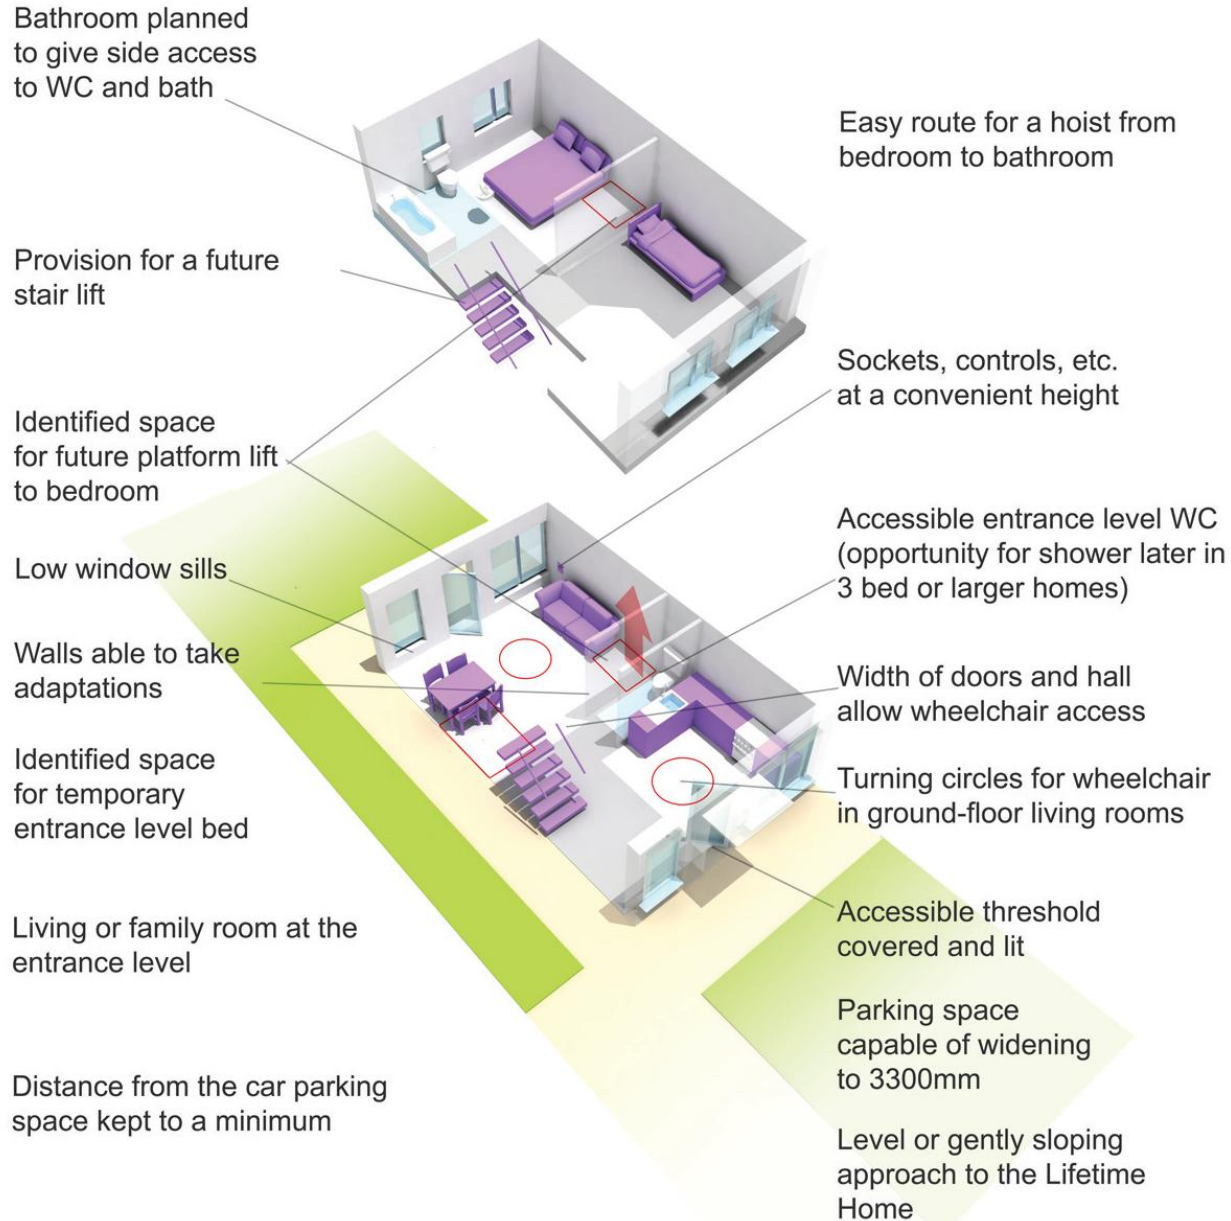 Bathroom planned
to give side access
to WC and bath
Easy route for a hoist from
bedroom to bathroom
Provision for a future
stair lift
Sockets, controls, etc.
at a convenient height
Identified space
for future platform lift
to bedroom
Accessible entrance level WC
(opportunity for shower later in
3 bed or larger homes)
Low window sills
Walls able to take
adaptations
Width of doors and hall
allow wheelchair access
Identified space
for temporary
entrance level bed
Turning circles for wheelchair
in ground-floor living rooms
Living or family room at the
entrance level
Accessible threshold
covered and lit
Parking space
capable of widening
to 3300mm
Distance from the car parking
space kept to a minimum
Level or gently sloping
approach to the Lifetime
Home